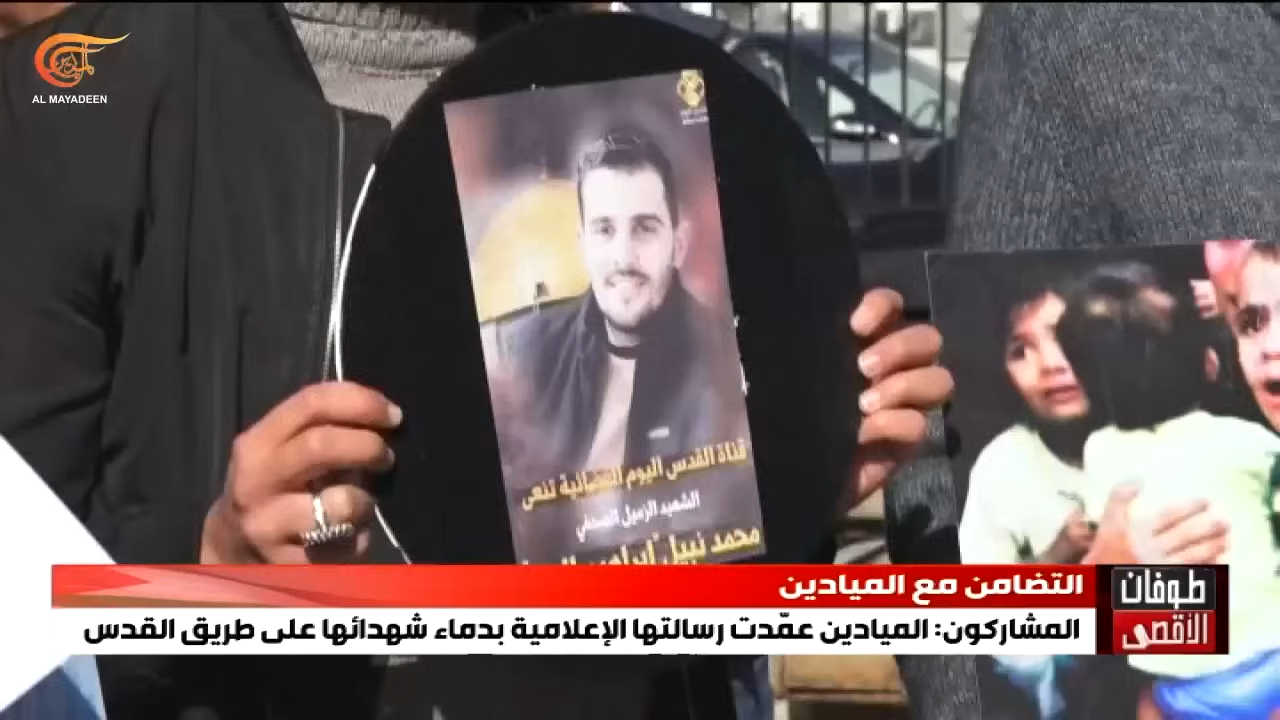 AL MAYADEEN
قناة القدس اليوم الفضائية تنعى
الشهيد الزميل الصحفي
محمد نبيل
التضامن مع الميادين
المشاركون: الميادين عمّدت رسالتها الإعلامية بدماء شهدائها على طريق القدس
طوفان
الأقصى